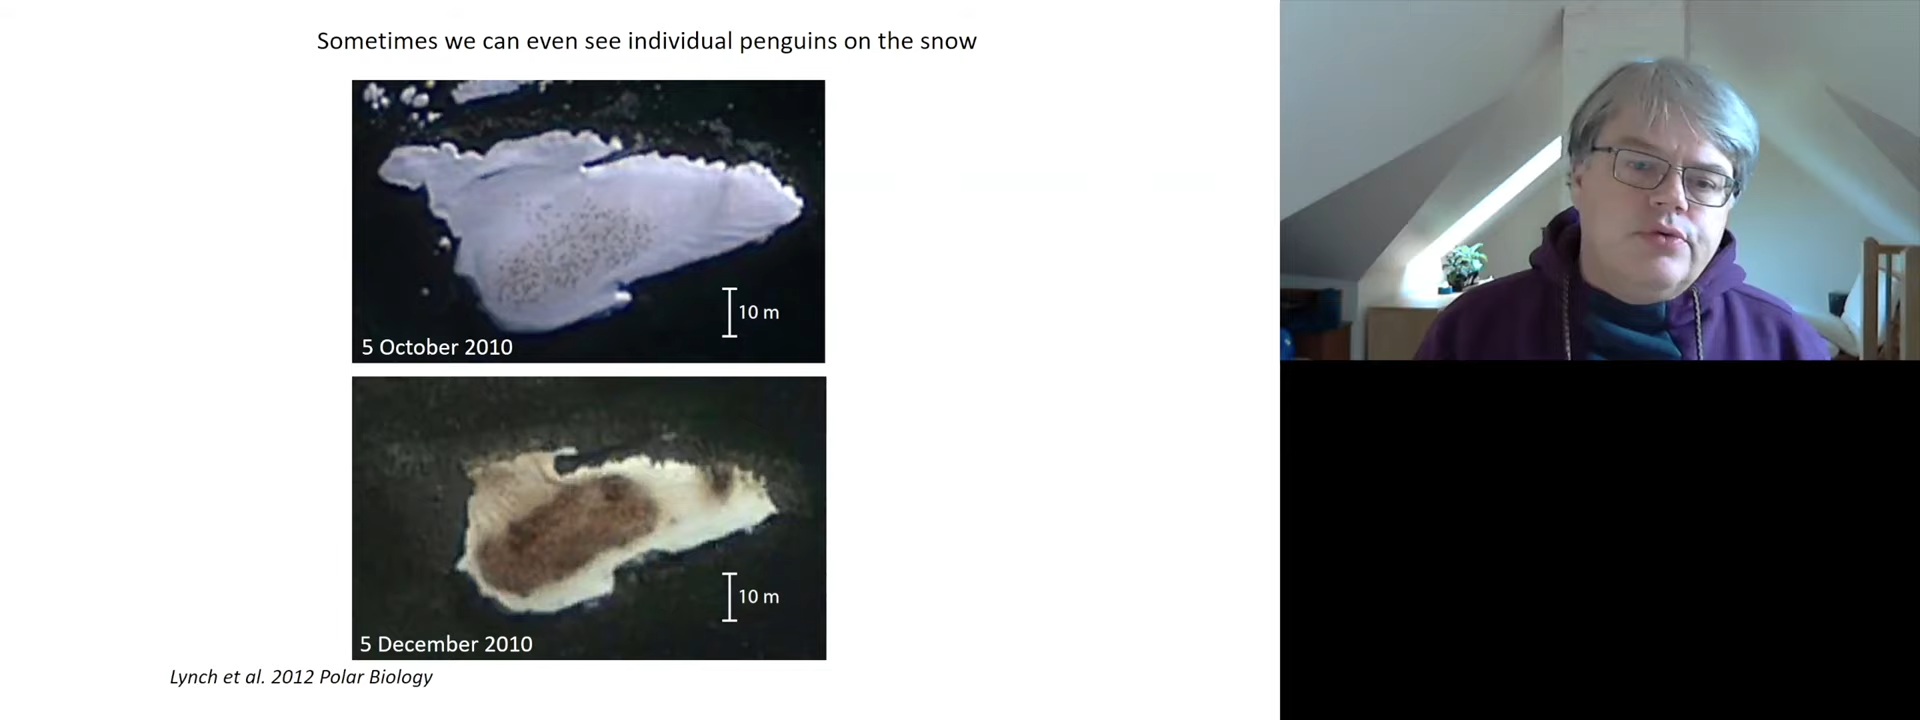 Sometimes we can even see individual penguins on the snow
10 m
5 October 2010
10 m
5 December 2010
Lynch et al. 2012 Polar Biology